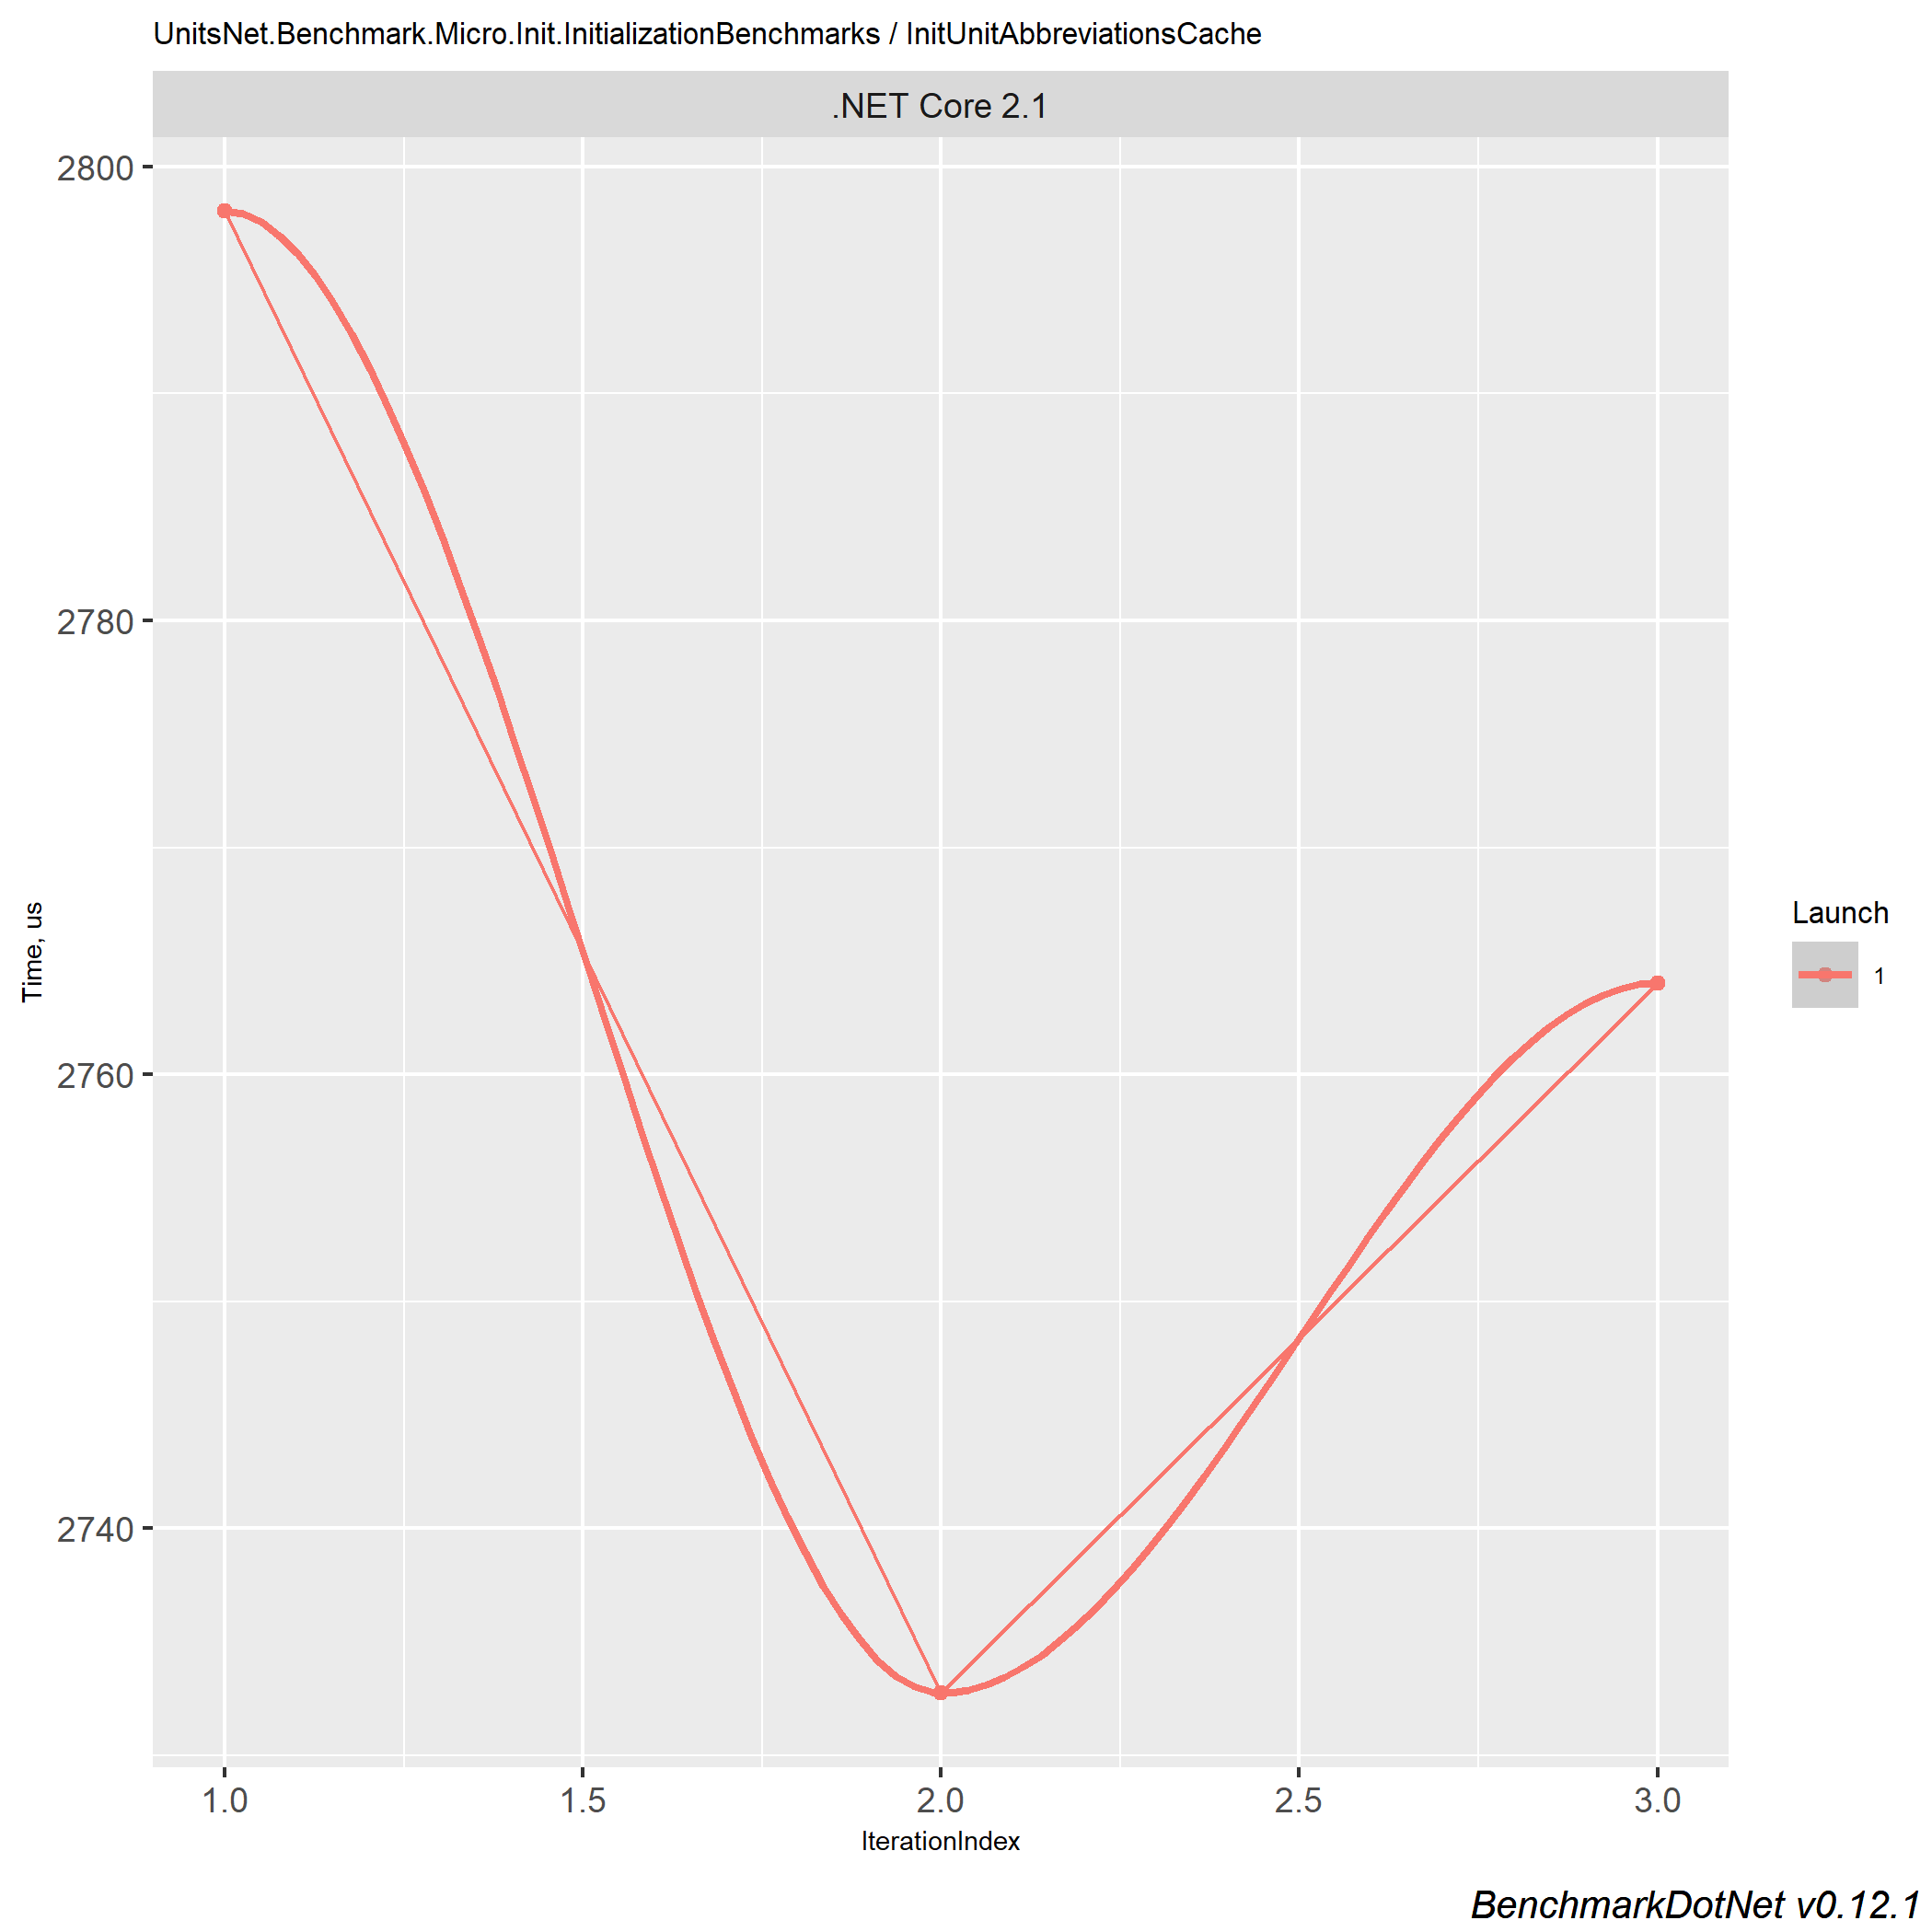 UnitsNet.Benchmark.Micro.Init.InitializationBenchmarks / InitUnitAbbreviationsCache
.NET Core 2.1
2800
2780
2760
2740
Time, us
1.0 1.5 2.0 2.5 3.0
IterationIndex
Launch
1
BenchmarkDotNet v0.12.1